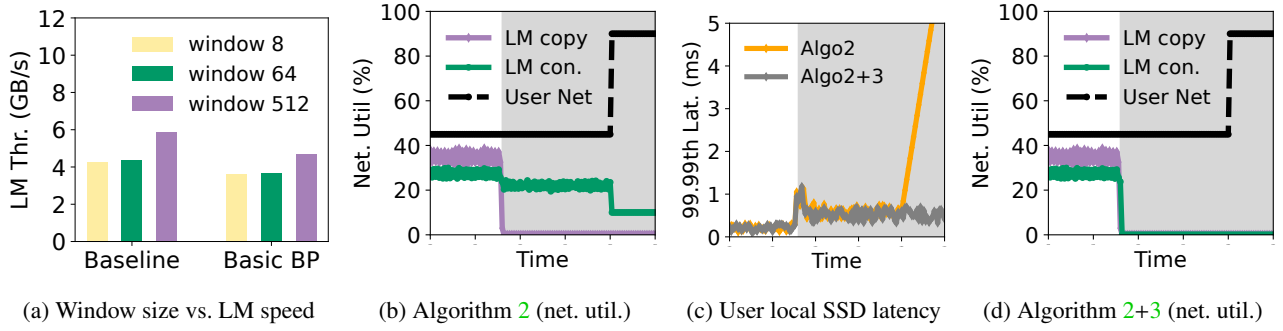 12
10
8
6
4
2
0
LM Thr. (GB/s)
window 8
window 64
window 512
Baseline
Basic BP
(a) Window size vs. LM speed
100
80
60
40
20
0
Net. Util (%)
LM copy
LM con.
User Net
Time
(b) Algorithm 2 (net. util.)
5
4
3
2
1
0
99.99th Lat. (ms)
Algo2
Algo2+3
Time
(c) User local SSD latency
100
80
60
40
20
0
Net. Util (%)
LM copy
LM con.
User Net
Time
(d) Algorithm 2+3 (net. util.)